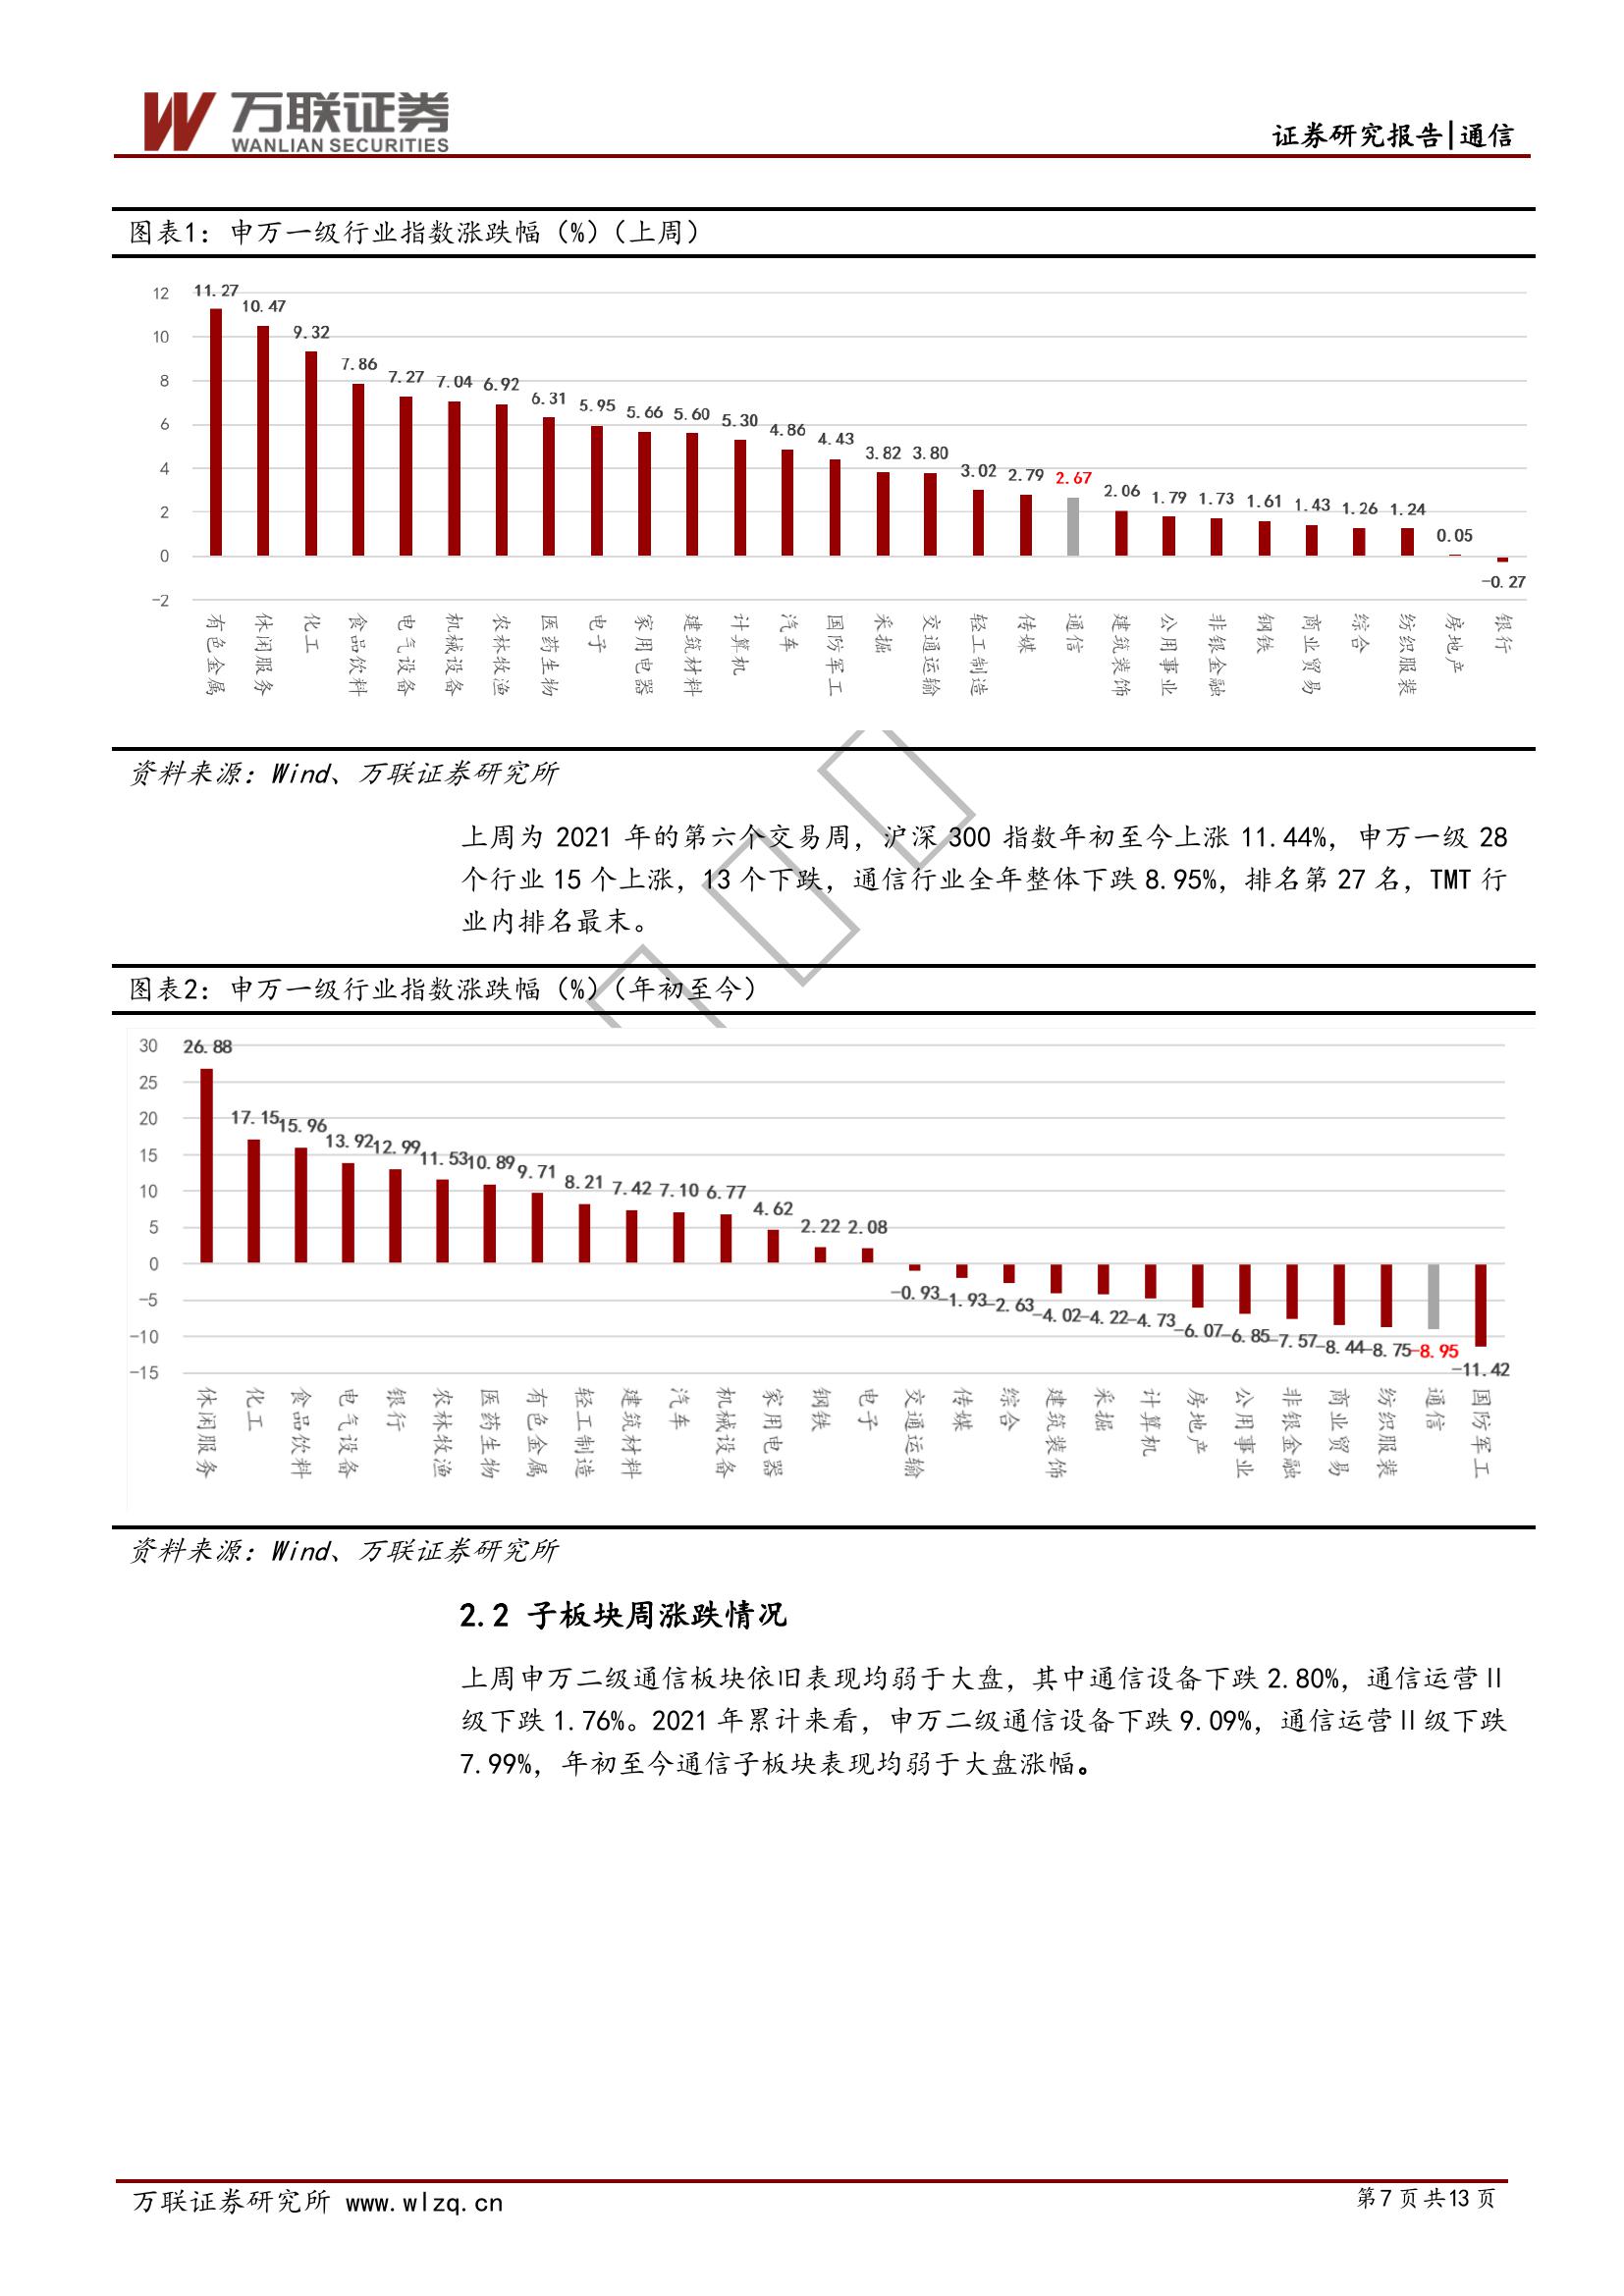 万联证券
WANLIAN SECURITIES
证券研究报告|通信
图表1：申万一级行业指数涨跌幅（%）（上周）
12
10
8
6
4
2
0
-2
11.27 10.47 9.32 7.86 7.27 7.04 6.92 6.31 5.95 5.66 5.60 5.30 4.86 4.43 3.82 3.80 3.02 2.79 2.67 2.06 1.79 1.73 1.61 1.43 1.26 1.24 0.05 -0.27
有色金属 休闲服务 化工 食品饮料 电气设备 机械设备 农林牧渔 医药生物 电子 家用电器 建筑材料 计算机 汽车 国防军工 采掘 交通运输 轻工制造 传媒 通信 建筑装饰 公用事业 非银金融 钢铁 商业贸易 综合 纺织服装 房地产 银行
资料来源：Wind、万联证券研究所
上周为 2021 年的第六个交易周，沪深 300 指数年初至今上涨 11.44%，申万一级 28
个行业 15 个上涨，13 个下跌，通信行业全年整体下跌 8.95%，排名第 27 名，TMT 行
业内排名最末。
图表2：申万一级行业指数涨跌幅（%）（年初至今）
30
25
20
15
10
5
0
-5
-10
-15
26.88 17.15 15.96 13.92 12.99 11.53 10.89 9.71 8.21 7.42 7.10 6.77 4.62 2.22 2.08 -0.93 -1.93 -2.63 -4.02 -4.22 -4.73 -6.07 -6.85 -7.57 -8.44 -8.75 -8.95 -11.42
休闲服务 化工 食品饮料 电气设备 银行 农林牧渔 医药生物 有色金属 轻工制造 建筑材料 汽车 机械设备 家用电器 钢铁 电子 交通运输 传媒 综合 建筑装饰 采掘 计算机 房地产 公用事业 非银金融 商业贸易 纺织服装 通信 国防军工
资料来源：Wind、万联证券研究所
2.2 子板块周涨跌情况
上周申万二级通信板块依旧表现均弱于大盘，其中通信设备下跌 2.80%，通信运营Ⅱ
级下跌 1.76%。2021 年累计来看，申万二级通信设备下跌 9.09%，通信运营Ⅱ级下跌
7.99%，年初至今通信子板块表现均弱于大盘涨幅。
万联证券研究所 www.wlzq.cn
第 7 页 共 13 页